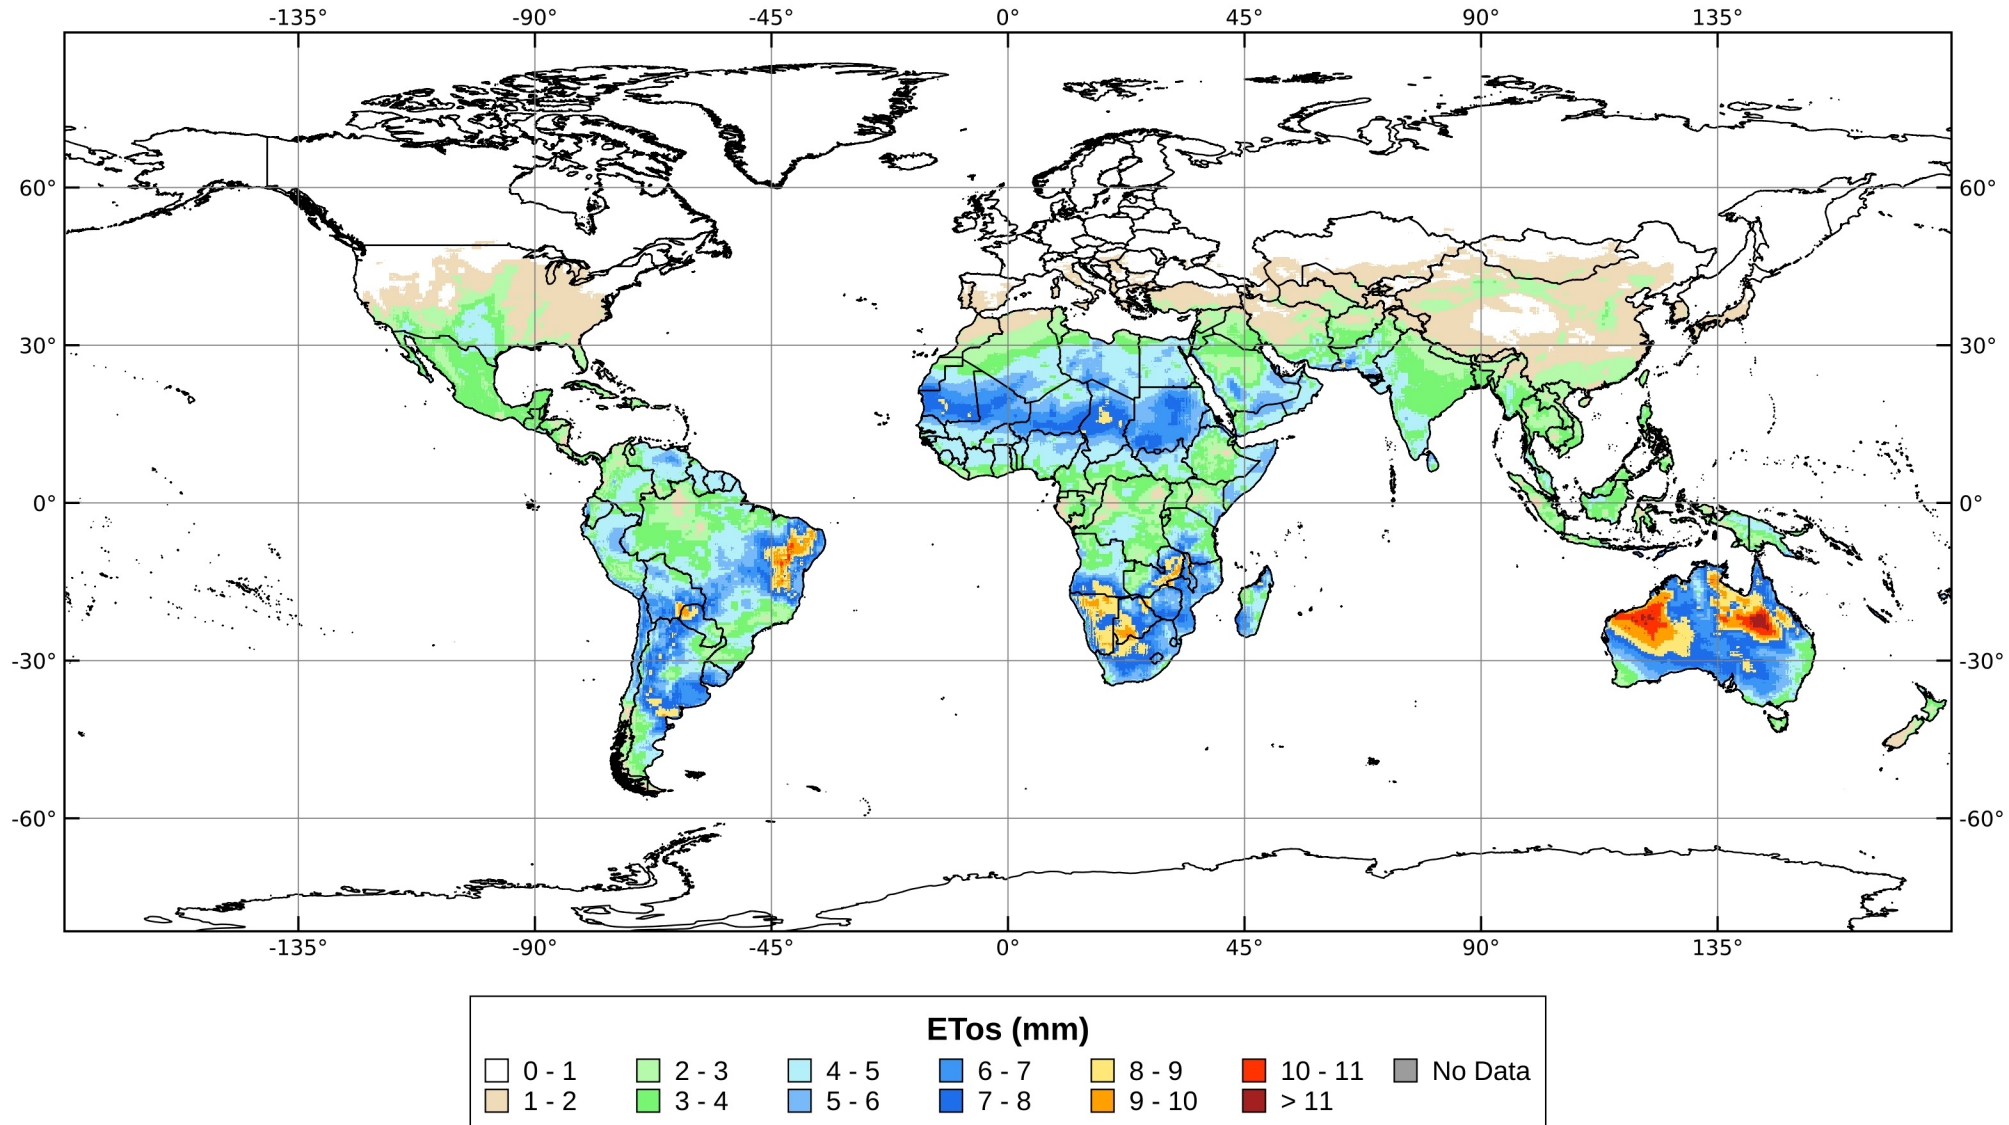 -135° -90° -45° 0° 45° 90° 135°
60° 60°
30° 30°
0° 0°
-30° -30°
-60° -60°
-135° -90° -45° 0° 45° 90° 135°
ETos (mm)
0 - 1 2 - 3 4 - 5 6 - 7 8 - 9 10 - 11 No Data
1 - 2 3 - 4 5 - 6 7 - 8 9 - 10 > 11